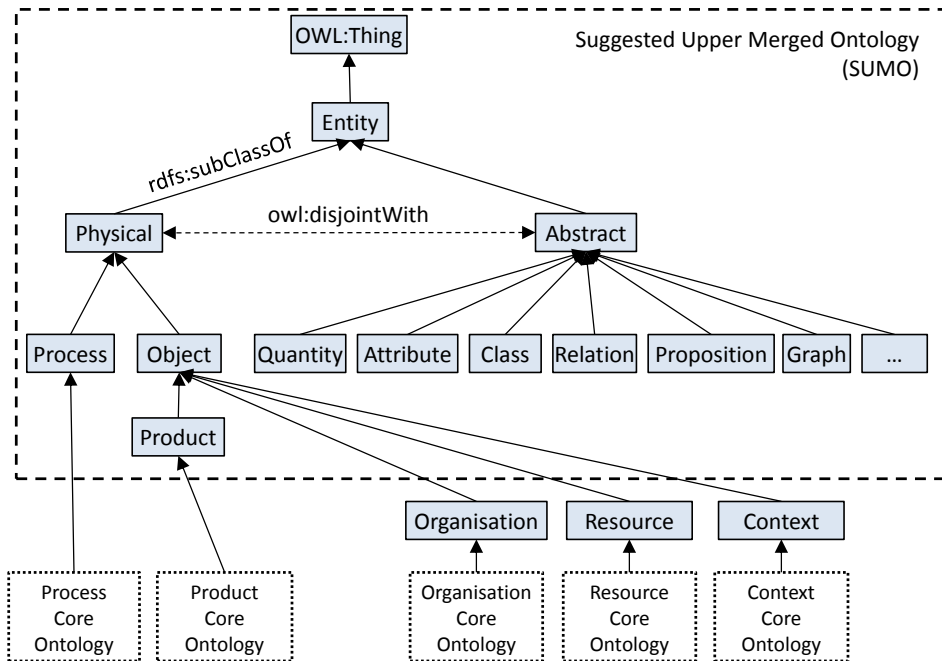 OWL:Thing
Suggested Upper Merged Ontology
(SUMO)
Entity
rdfs:subClassOf
owl:disjointWith
Physical
Abstract
Process
Object
Quantity
Attribute
Class
Relation
Proposition
Graph
...
Product
Organisation
Resource
Context
Process
Core
Ontology
Product
Core
Ontology
Organisation
Core
Ontology
Resource
Core
Ontology
Context
Core
Ontology